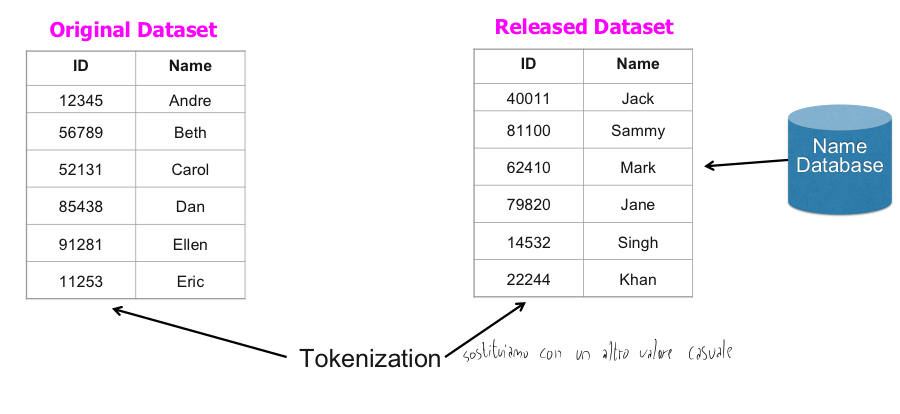 Original Dataset
ID Name
12345 Andre
56789 Beth
52131 Carol
85438 Dan
91281 Ellen
11253 Eric
Released Dataset
ID Name
40011 Jack
81100 Sammy
62410 Mark
79820 Jane
14532 Singh
22244 Khan
Name
Database
Tokenization
sostituiamo con un altro valore casuale